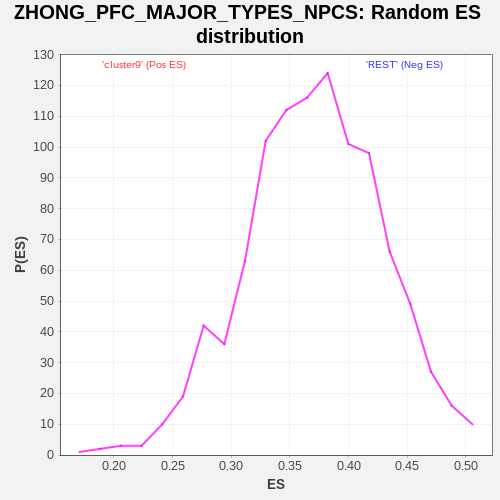 ZHONG_PFC_MAJOR_TYPES_NPCS: Random ES
distribution
'cluster9' (Pos ES)
'REST' (Neg ES)
P(ES)
130
120
110
100
90
80
70
60
50
40
30
20
10
0
0.20 0.25 0.30 0.35 0.40 0.45 0.50
ES